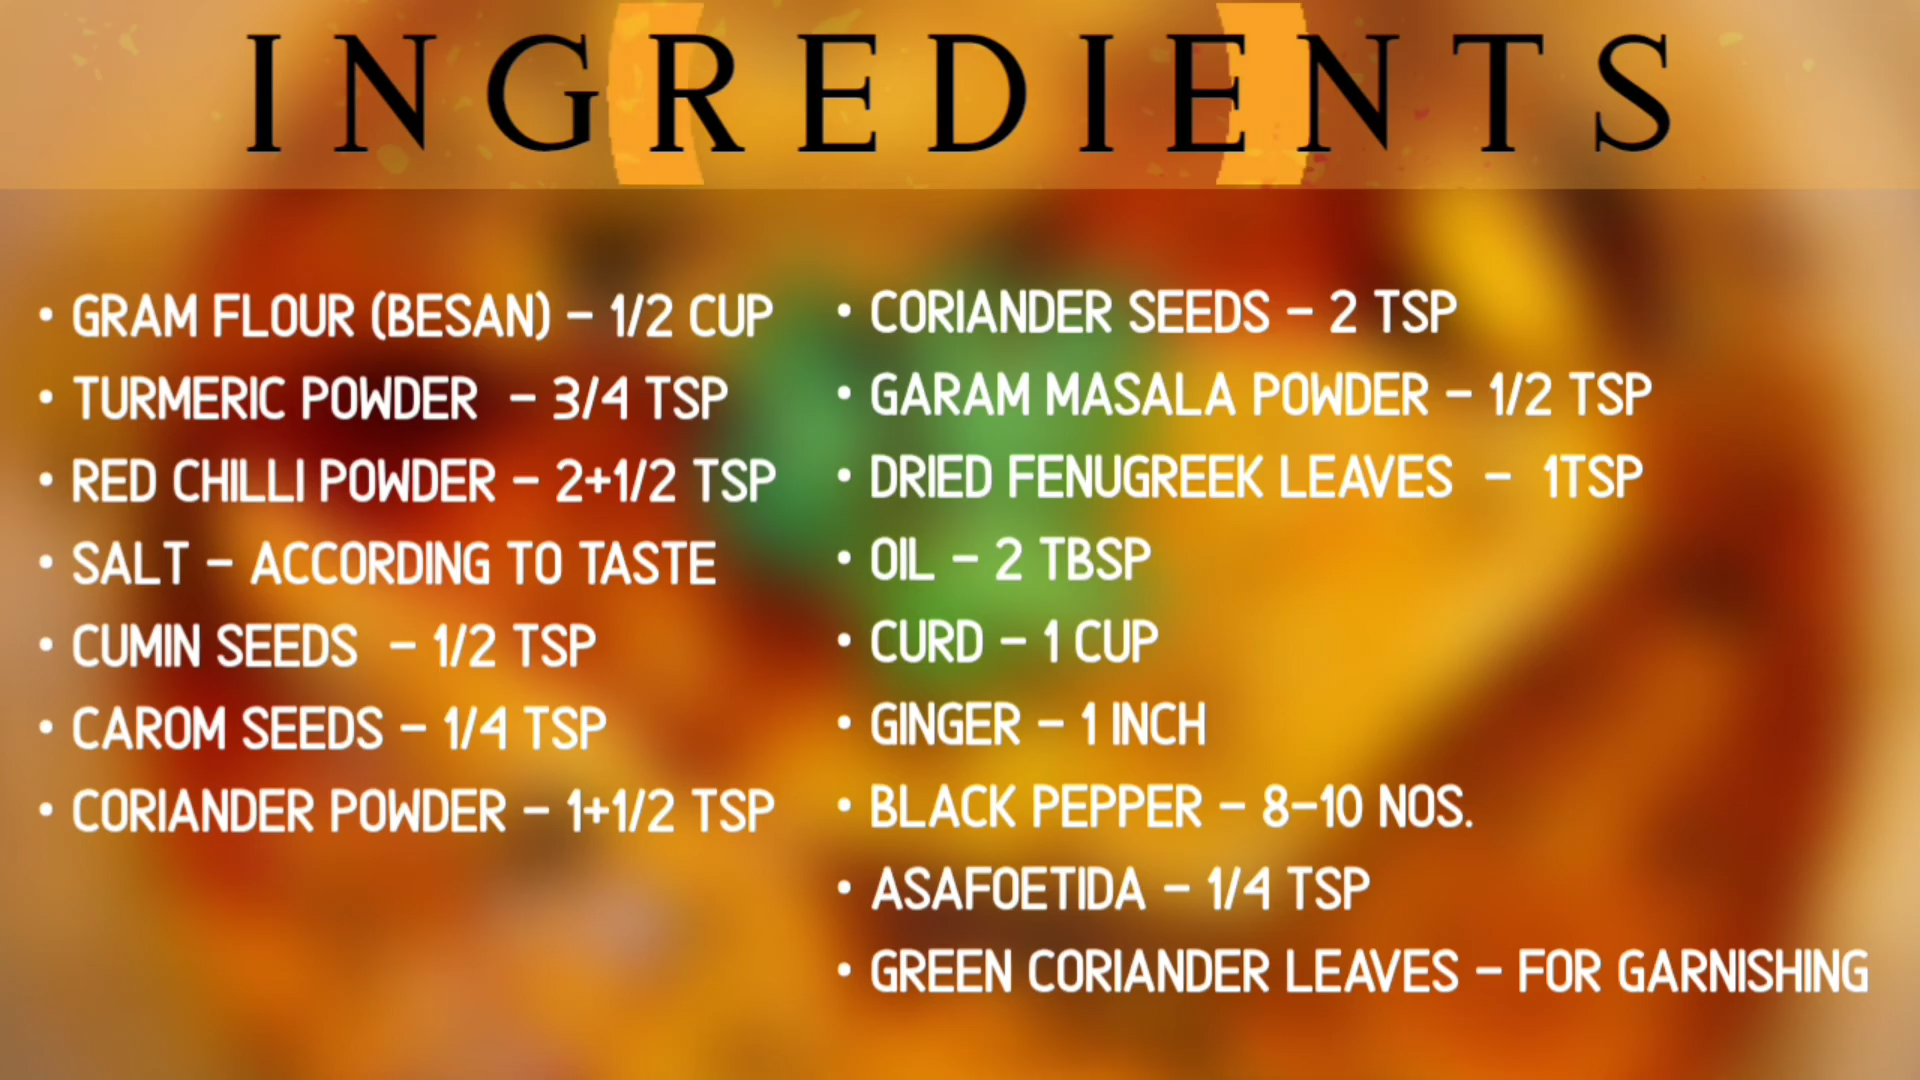 INGREDIENTS
• GRAM FLOUR (BESAN) – 1/2 CUP
• TURMERIC POWDER – 3/4 TSP
• RED CHILLI POWDER – 2+1/2 TSP
• SALT – ACCORDING TO TASTE
• CUMIN SEEDS – 1/2 TSP
• CAROM SEEDS – 1/4 TSP
• CORIANDER POWDER – 1+1/2 TSP
• CORIANDER SEEDS – 2 TSP
• GARAM MASALA POWDER – 1/2 TSP
• DRIED FENUGREEK LEAVES – 1TSP
• OIL – 2 TBSP
• CURD – 1 CUP
• GINGER – 1 INCH
• BLACK PEPPER – 8–10 NOS.
• ASAFOETIDA – 1/4 TSP
• GREEN CORIANDER LEAVES – FOR GARNISHING